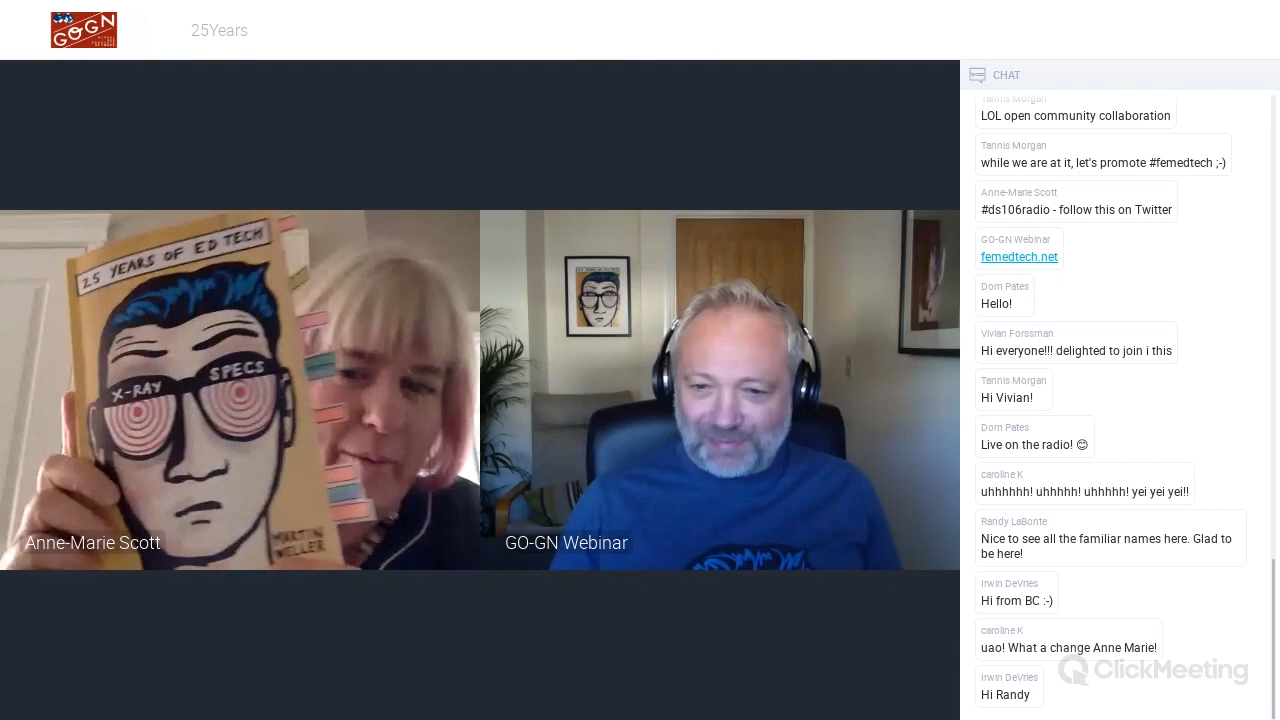 GO-GN
25Years
CHAT
Tannis Morgan
LOL open community collaboration
Tannis Morgan
while we are at it, let's promote #femedtech ;-)
Anne-Marie Scott
#ds106radio - follow this on Twitter
GO-GN Webinar
femedtech.net
Dom Pates
Hello!
Vivian Forssman
Hi everyone!!! delighted to join i this
Tannis Morgan
Hi Vivian!
Dom Pates
Live on the radio! 😊
caroline K
uhhhhhh! uhhhhh! uhhhhh! yei yei yei!!
Randy LaBonte
Nice to see all the familiar names here. Glad to
be here!
Irwin DeVries
Hi from BC :-)
caroline K
uao! What a change Anne Marie!
Irwin DeVries
Hi Randy
ClickMeeting
25 YEARS OF ED TECH
X-RAY SPECS
MARTIN
WELLER
Anne-Marie Scott
GO-GN Webinar